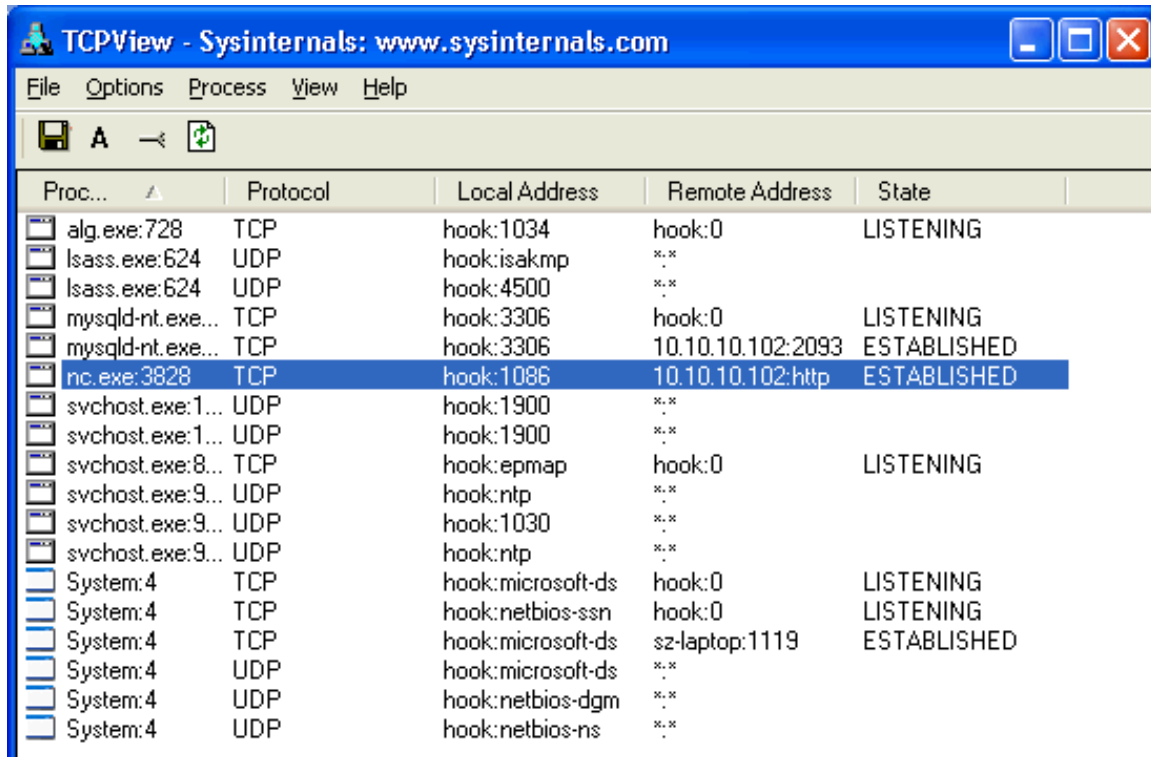 TCPView - Sysinternals: www.sysinternals.com
File Options Process View Help
A
Proc... Protocol Local Address Remote Address State
alg.exe:728 TCP hook:1034 hook:0 LISTENING
lsass.exe:624 UDP hook:isakmp *:*
lsass.exe:624 UDP hook:4500 *:*
mysqld-nt.exe... TCP hook:3306 hook:0 LISTENING
mysqld-nt.exe... TCP hook:3306 10.10.10.102:2093 ESTABLISHED
nc.exe:3828 TCP hook:1086 10.10.10.102:http ESTABLISHED
svchost.exe:1... UDP hook:1900 *:*
svchost.exe:1... UDP hook:1900 *:*
svchost.exe:8... TCP hook:epmap hook:0 LISTENING
svchost.exe:9... UDP hook:ntp *:*
svchost.exe:9... UDP hook:1030 *:*
svchost.exe:9... UDP hook:ntp *:*
System:4 TCP hook:microsoft-ds hook:0 LISTENING
System:4 TCP hook:netbios-ssn hook:0 LISTENING
System:4 TCP hook:microsoft-ds sz-laptop:1119 ESTABLISHED
System:4 UDP hook:microsoft-ds *:*
System:4 UDP hook:netbios-dgm *:*
System:4 UDP hook:netbios-ns *:*